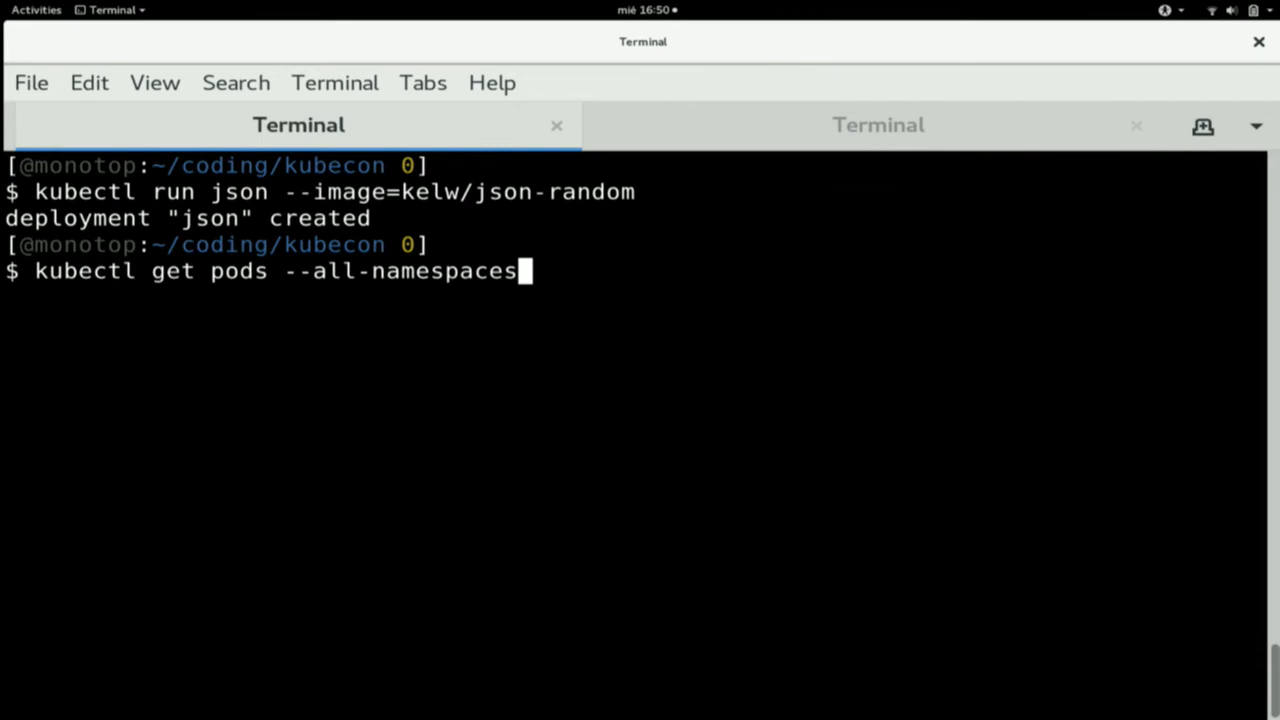 Activities Terminal mié 16:50
Terminal
File Edit View Search Terminal Tabs Help
Terminal Terminal
[@monotop:~/coding/kubecon 0]
$ kubectl run json --image=kelw/json-random
deployment "json" created
[@monotop:~/coding/kubecon 0]
$ kubectl get pods --all-namespaces